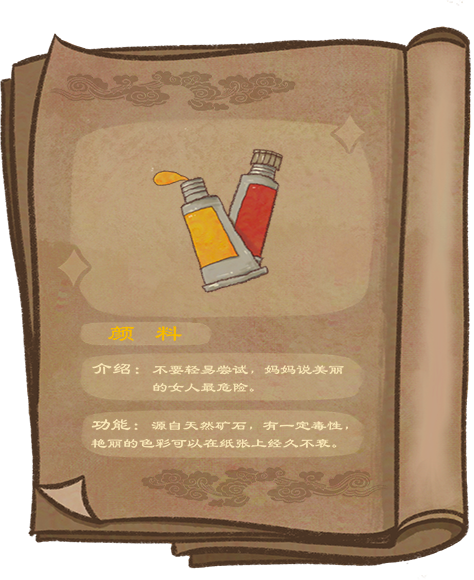 颜 料
介绍：不要轻易尝试，妈妈说美丽
的女人最危险。
功能：源自天然矿石，有一定毒性，
艳丽的色彩可以在纸张上经久不衰。